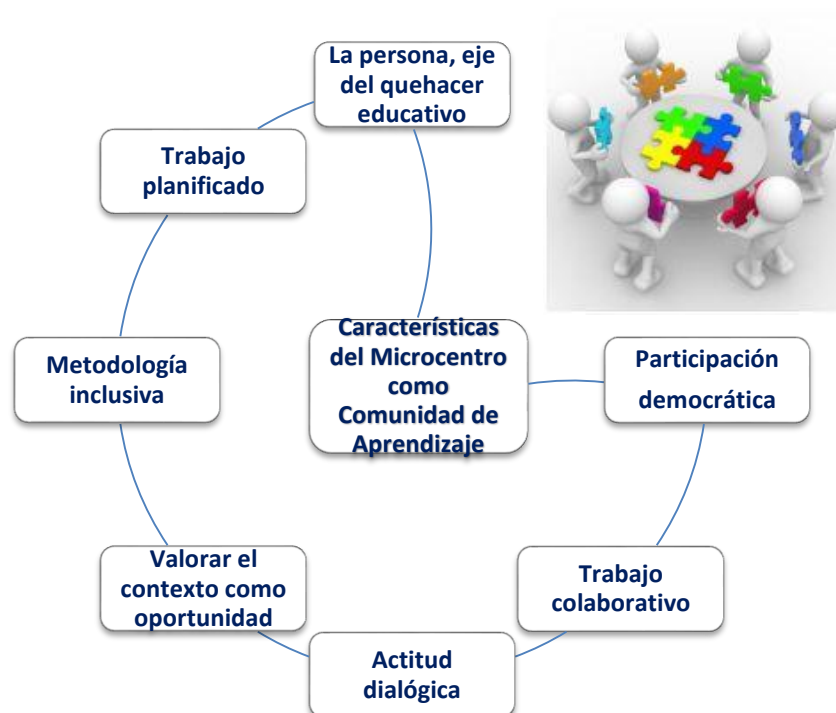 La persona, eje
del quehacer
educativo
Trabajo
planificado
Características
del Microcentro
como
Comunidad de
Aprendizaje
Participación
democrática
Metodología
inclusiva
Valorar el
contexto como
oportunidad
Trabajo
colaborativo
Actitud
dialógica